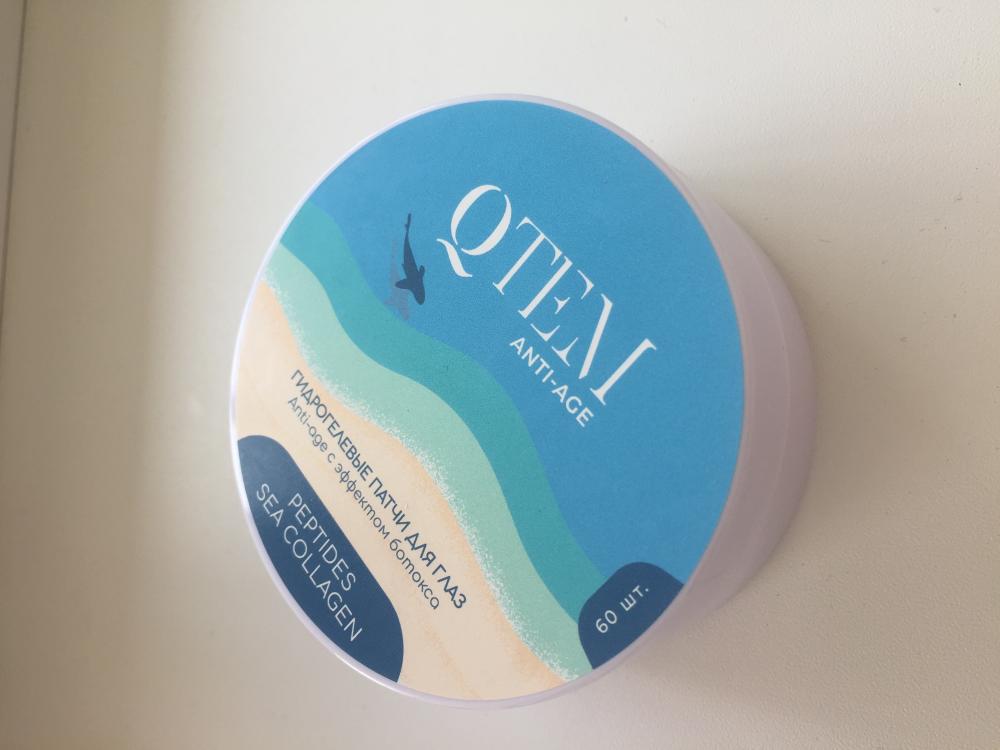 QTEM
ANTI-AGE
ГИДРОГЕЛЕВЫЕ ПАТЧИ ДЛЯ ГЛАЗ
Anti-age с эффектом ботокса
PEPTIDES
SEA COLLAGEN
60 шт.